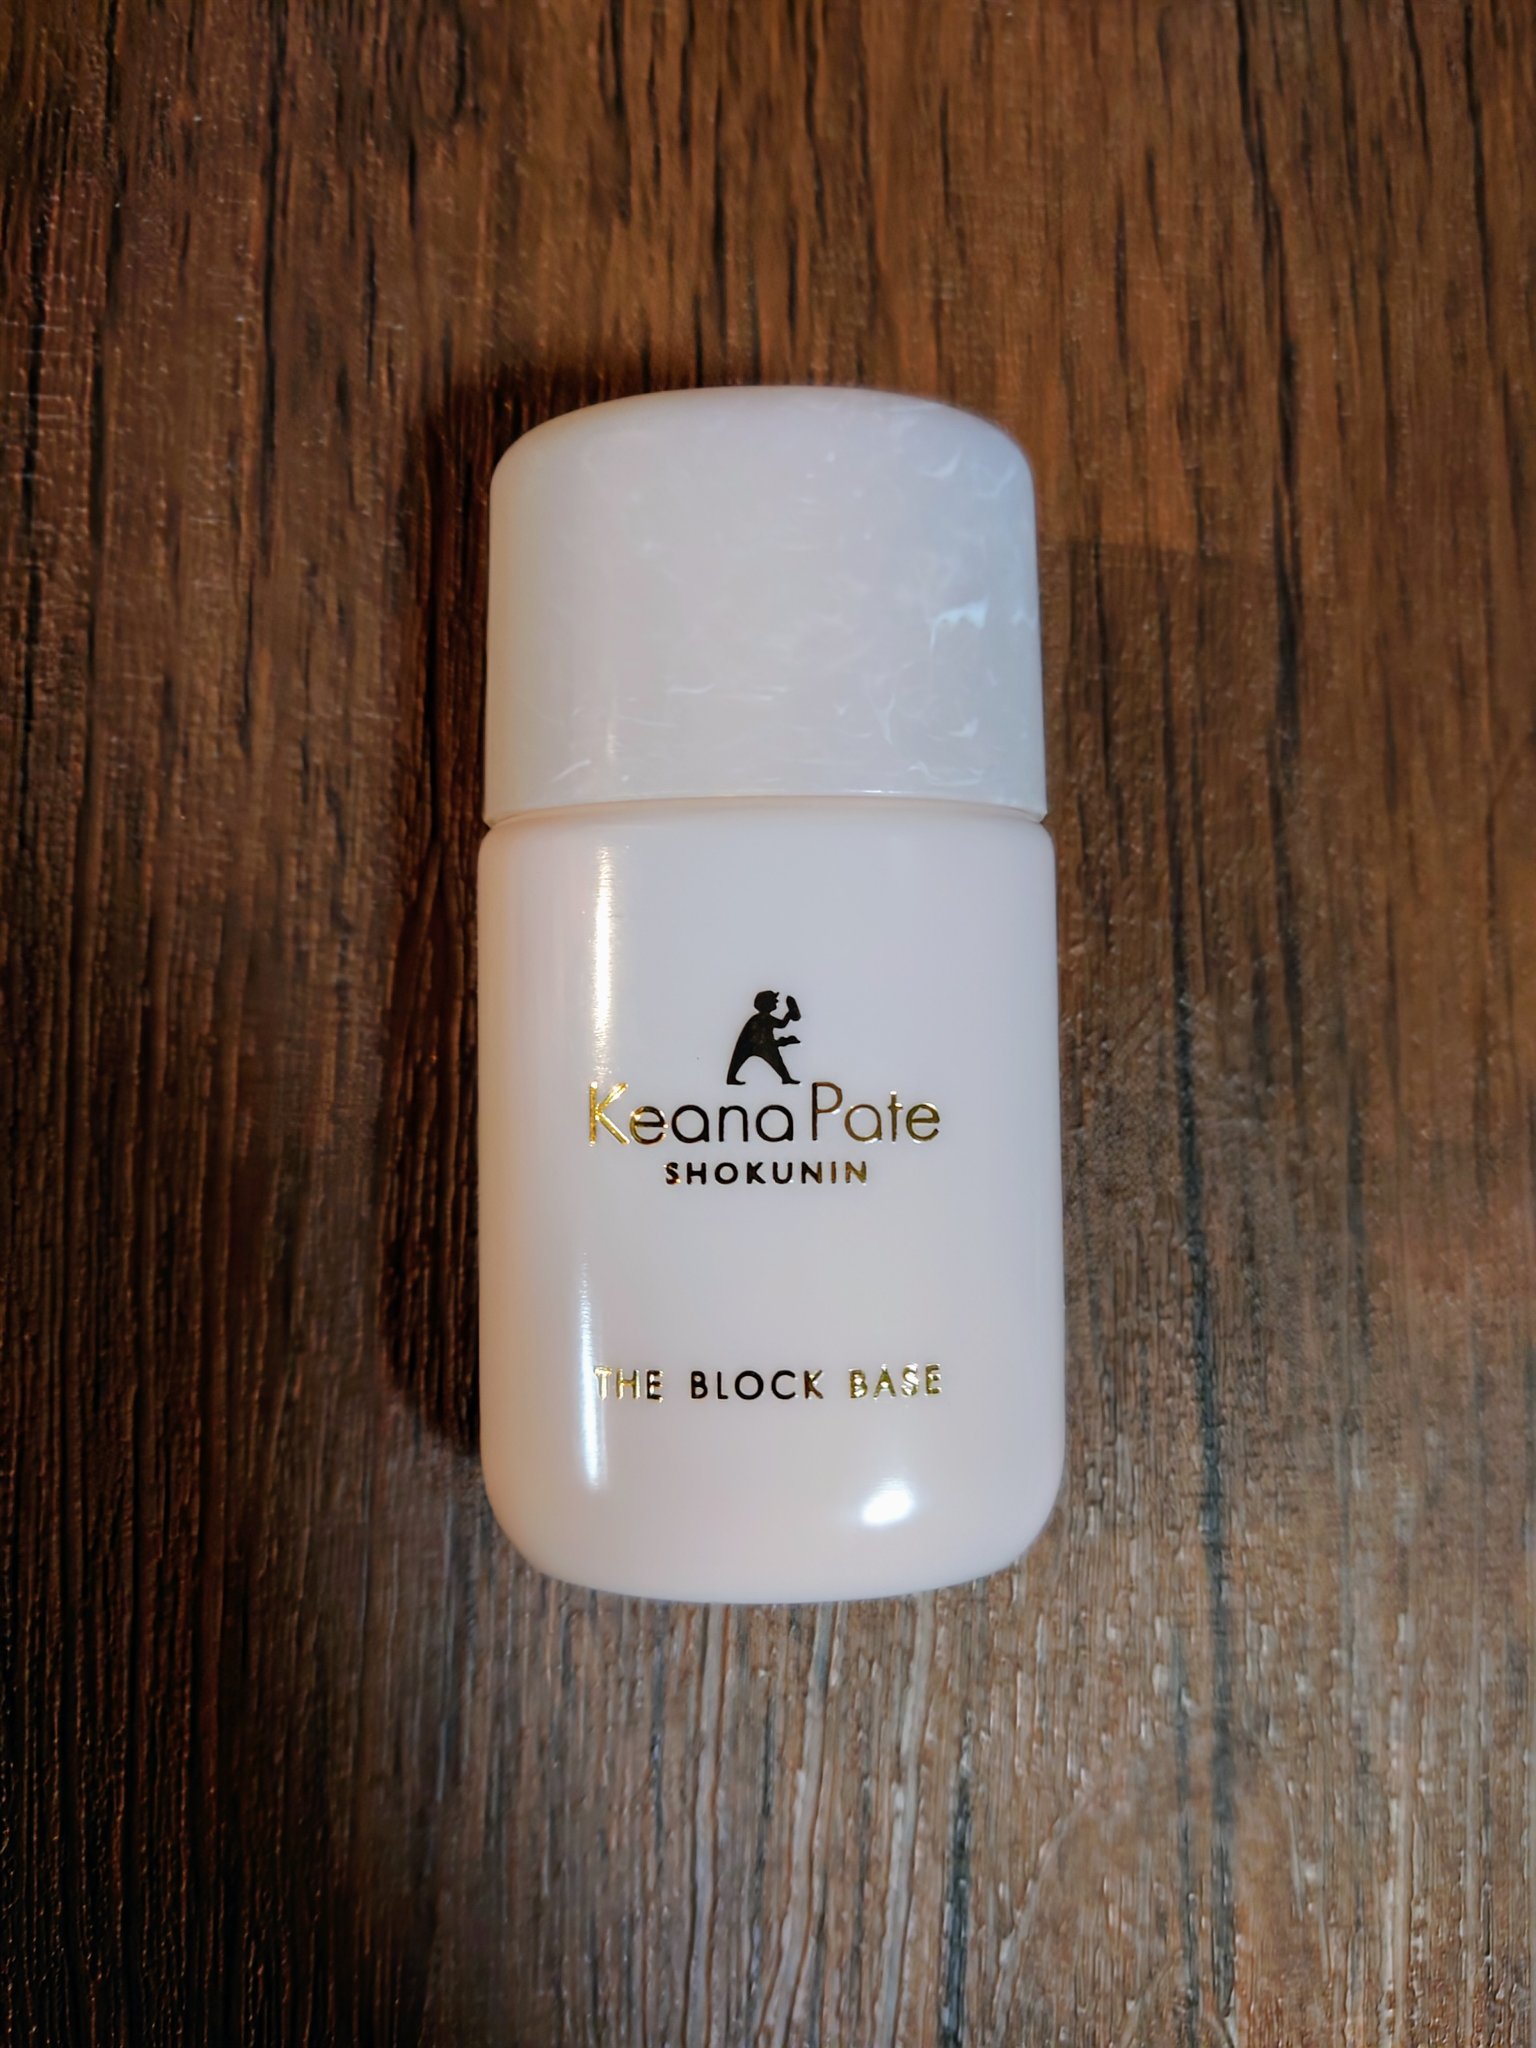 Keana Pate
SHOKUNIN
THE BLOCK BASE